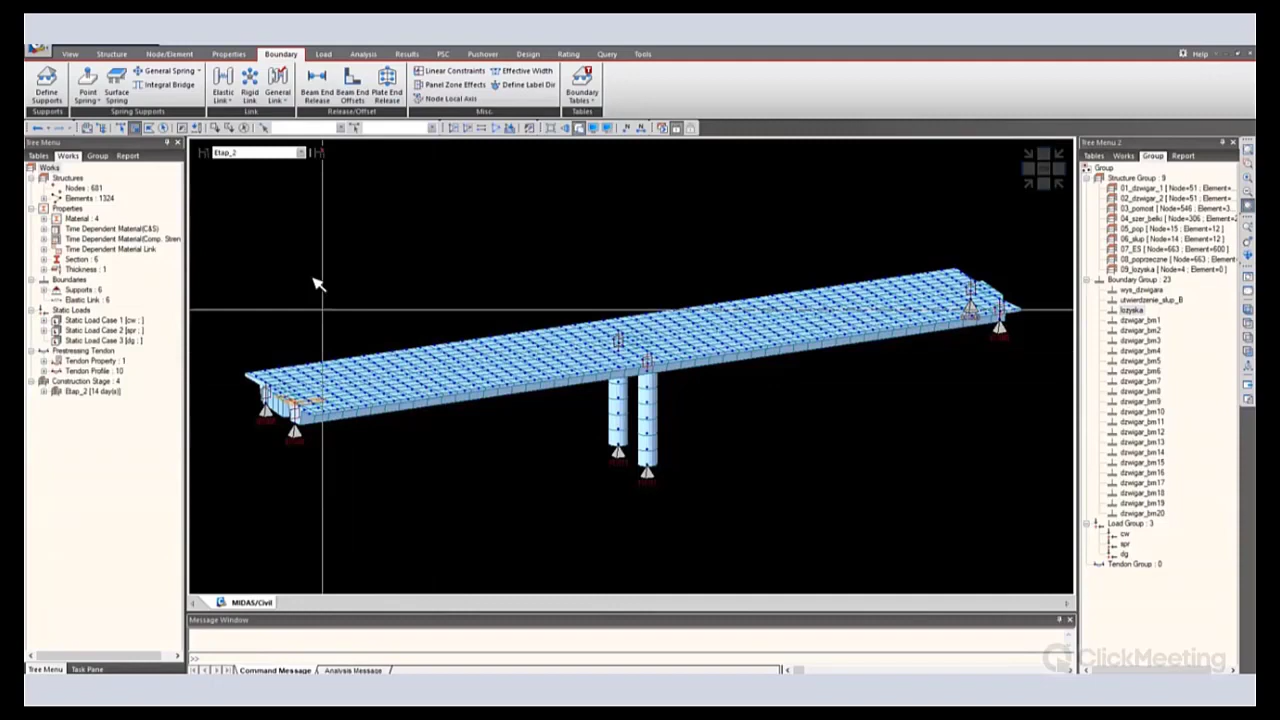 View Structure Node/Element Properties Boundary Load Analysis Results PSC Pushover Design Rating Query Tools Help
General Spring
Integral Bridge
Linear Constraints Effective Width
Panel Zone Effects Define Label Dir
Node Local Axis
Define Supports
Point Spring
Surface Spring
Elastic Link
Rigid Link
General Link
Beam End Release
Beam End Offsets
Plate End Release
Boundary Tables
Supports Spring Supports Link Release/Offset Misc. Tables
Tree Menu
Tables Works Group Report
Works
Structures
Nodes : 681
Elements : 1324
Properties
Material : 4
Time Dependent Material(C&S)
Time Dependent Material(Comp. Stren
Time Dependent Material Link
Section : 6
Thickness : 1
Boundaries
Supports : 6
Elastic Link : 6
Static Loads
Static Load Case 1 [cw ; ]
Static Load Case 2 [spr ; ]
Static Load Case 3 [dg ; ]
Prestressing Tendon
Tendon Property : 1
Tendon Profile : 10
Construction Stage : 4
Etap_2 [14 day(s)]
Tree Menu Task Pane
Etap_2
MIDAS/Civil
Message Window
>>
Command Message Analysis Message
Tree Menu 2
Tables Works Group Report
Group
Structure Group : 9
01_dzwigar_1 [ Node=51 ; Element=
02_dzwigar_2 [ Node=51 ; Element=
03_pomost [ Node=546 ; Element=3
04_szer_belki [ Node=306 ; Element=2
05_pop [ Node=15 ; Element=12 ]
06_slup [ Node=14 ; Element=12 ]
07_ES [ Node=663 ; Element=600 ]
08_poprzeczne [ Node=663 ; Element
09_lozyska [ Node=4 ; Element=0 ]
Boundary Group : 23
wys_dzwigara
utwierdzenie_slup_B
lozyska
dzwigar_bm1
dzwigar_bm2
dzwigar_bm3
dzwigar_bm4
dzwigar_bm5
dzwigar_bm6
dzwigar_bm7
dzwigar_bm8
dzwigar_bm9
dzwigar_bm10
dzwigar_bm11
dzwigar_bm12
dzwigar_bm13
dzwigar_bm14
dzwigar_bm15
dzwigar_bm16
dzwigar_bm17
dzwigar_bm18
dzwigar_bm19
dzwigar_bm20
Load Group : 3
cw
spr
dg
Tendon Group : 0
ClickMeeting